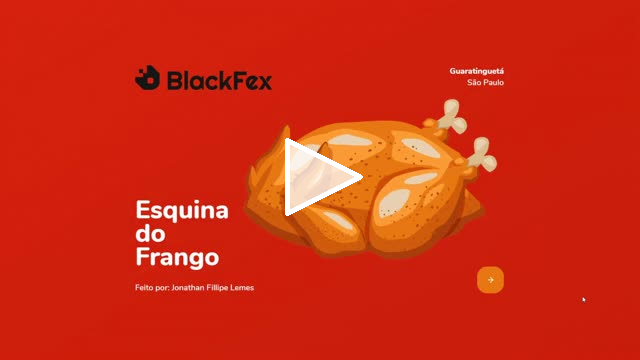 BlackFex
Guaratinguetá
São Paulo
Esquina
do
Frango
Feito por: Jonathan Fillipe Lemes